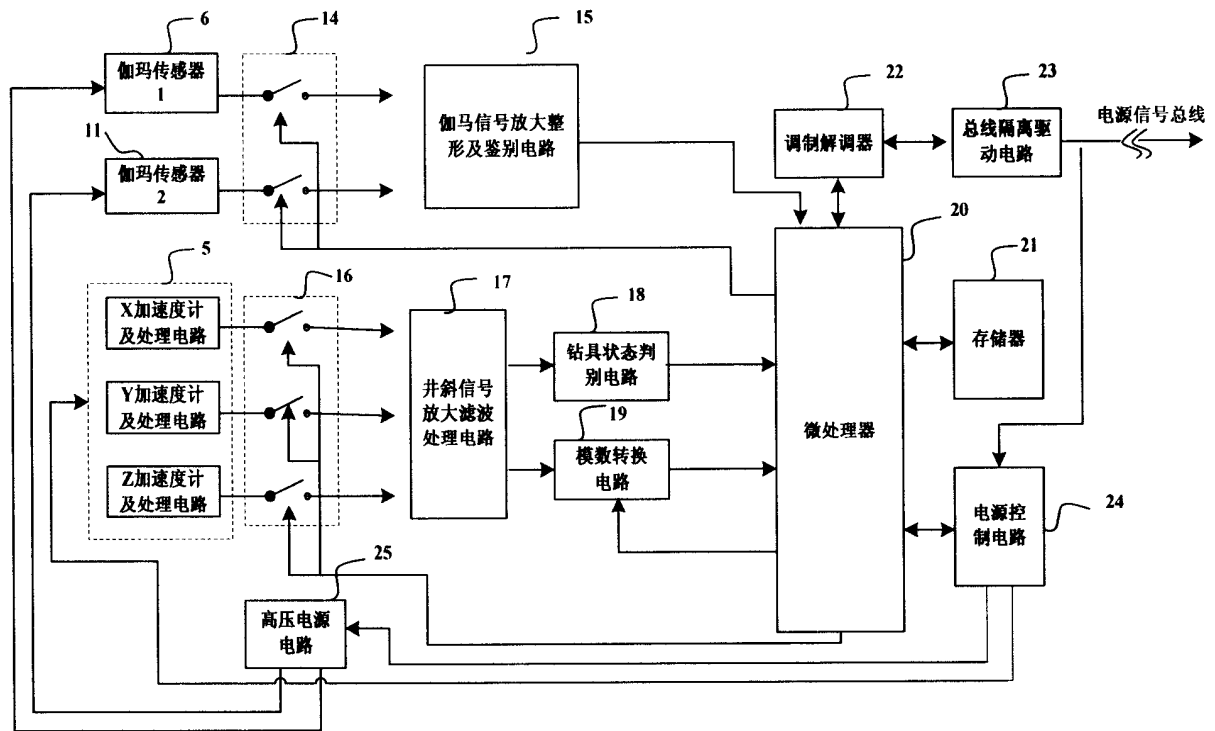 6
14
15
伽玛传感器
1
伽马信号放大整
形及鉴别电路
22
调制解调器
23
总线隔离驱
动电路
电源信号总线
11
伽玛传感器
2
20
5
16
17
18
21
X加速度计
及处理电路
Y加速度计
及处理电路
Z加速度计
及处理电路
井斜信号
放大滤波
处理电路
钻具状态判
别电路
19
模数转换
电路
微处理器
存储器
电源控
制电路
24
25
高压电源
电路